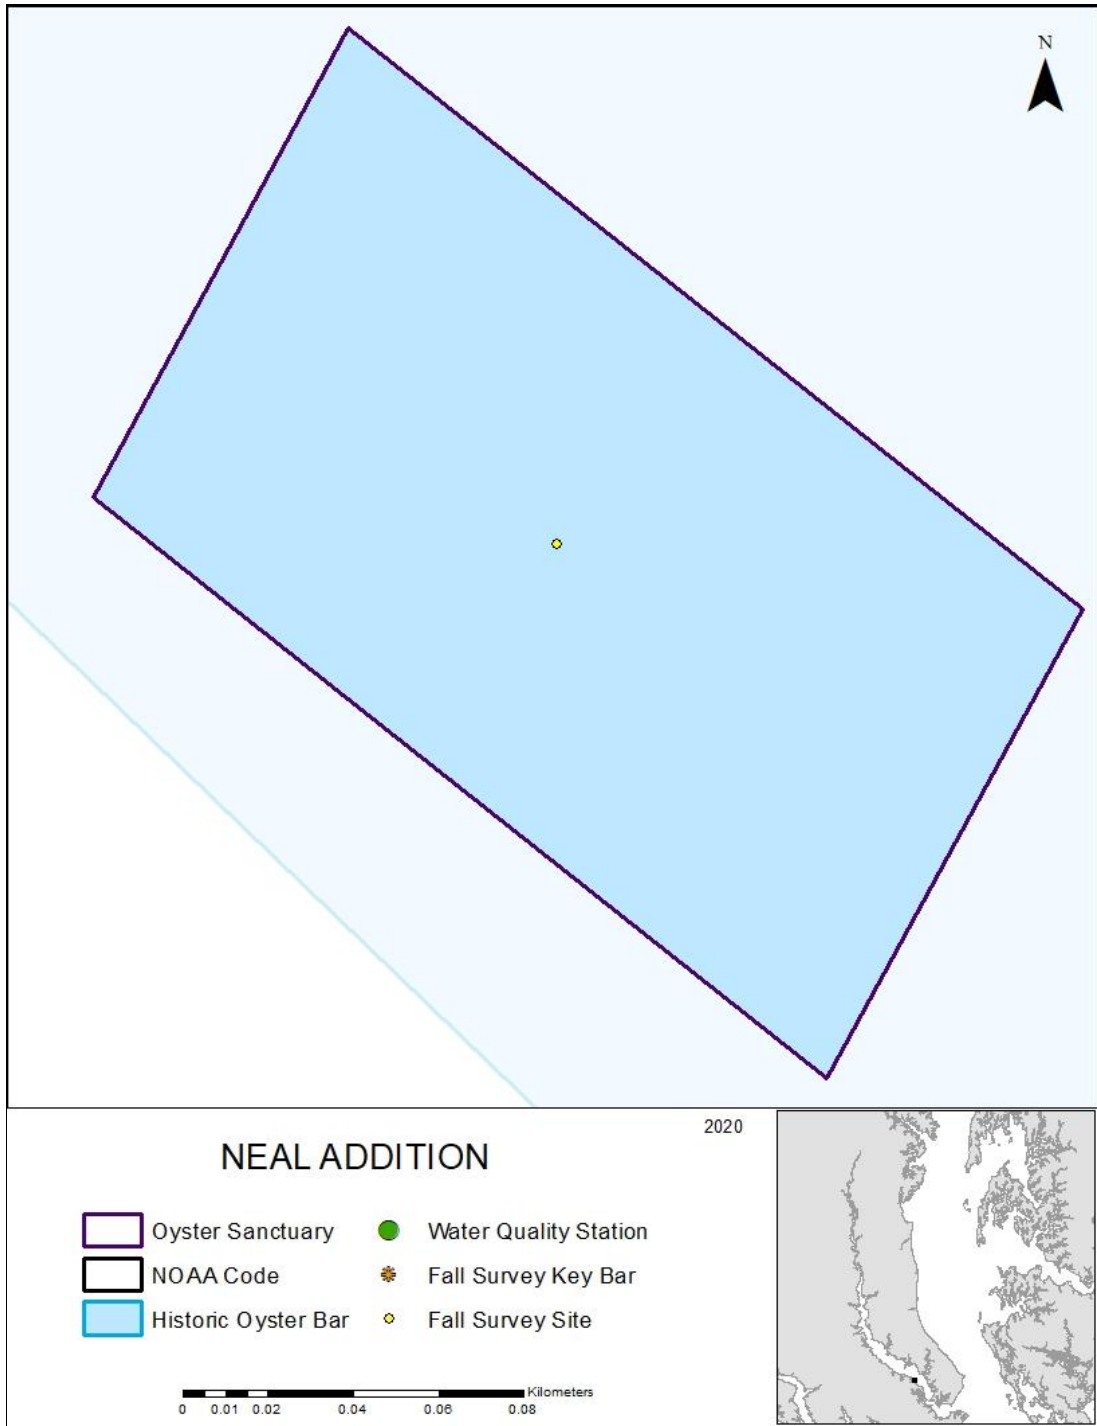 N
2020
NEAL ADDITION
Oyster Sanctuary
Water Quality Station
NOAA Code
Fall Survey Key Bar
Historic Oyster Bar
Fall Survey Site
Kilometers
0 0.01 0.02 0.04 0.06 0.08